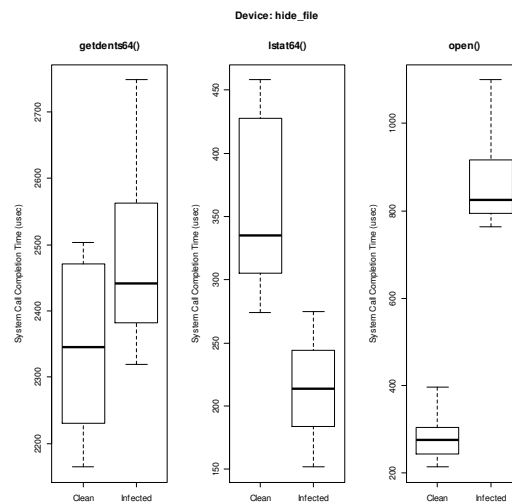 Device: hide_file
getdents64()
System Call Completion Time (usec)
2700
2600
2500
2400
2300
2200
Clean Infected
lstat64()
System Call Completion Time (usec)
450
400
350
300
250
200
150
Clean Infected
open()
System Call Completion Time (usec)
1000
800
600
400
200
Clean Infected